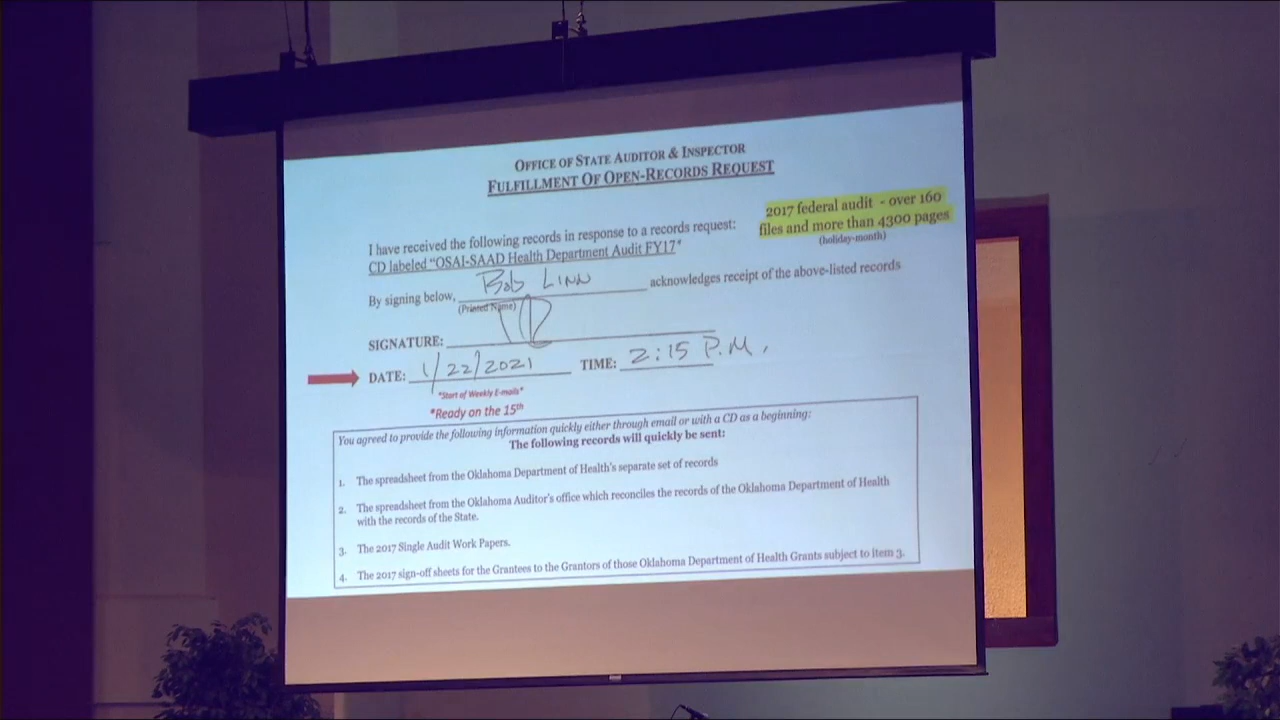 OFFICE OF STATE AUDITOR & INSPECTOR
FULFILLMENT OF OPEN-RECORDS REQUEST
2017 federal audit - over 160
files and more than 4300 pages
(holiday-month)
I have received the following records in response to a records request:
CD labeled "OSAI-SAAD Health Department Audit FY17"
By signing below, Bob Linn acknowledges receipt of the above-listed records
(Printed Name)
SIGNATURE:
DATE: 1/22/2021 TIME: 2:15 P.M.
*Start of Weekly E-mails*
*Ready on the 15th
You agreed to provide the following information quickly either through email or with a CD as a beginning:
The following records will quickly be sent:
1. The spreadsheet from the Oklahoma Department of Health's separate set of records
2. The spreadsheet from the Oklahoma Auditor's office which reconciles the records of the Oklahoma Department of Health
with the records of the State.
3. The 2017 Single Audit Work Papers.
4. The 2017 sign-off sheets for the Grantees to the Grantors of those Oklahoma Department of Health Grants subject to item 3.